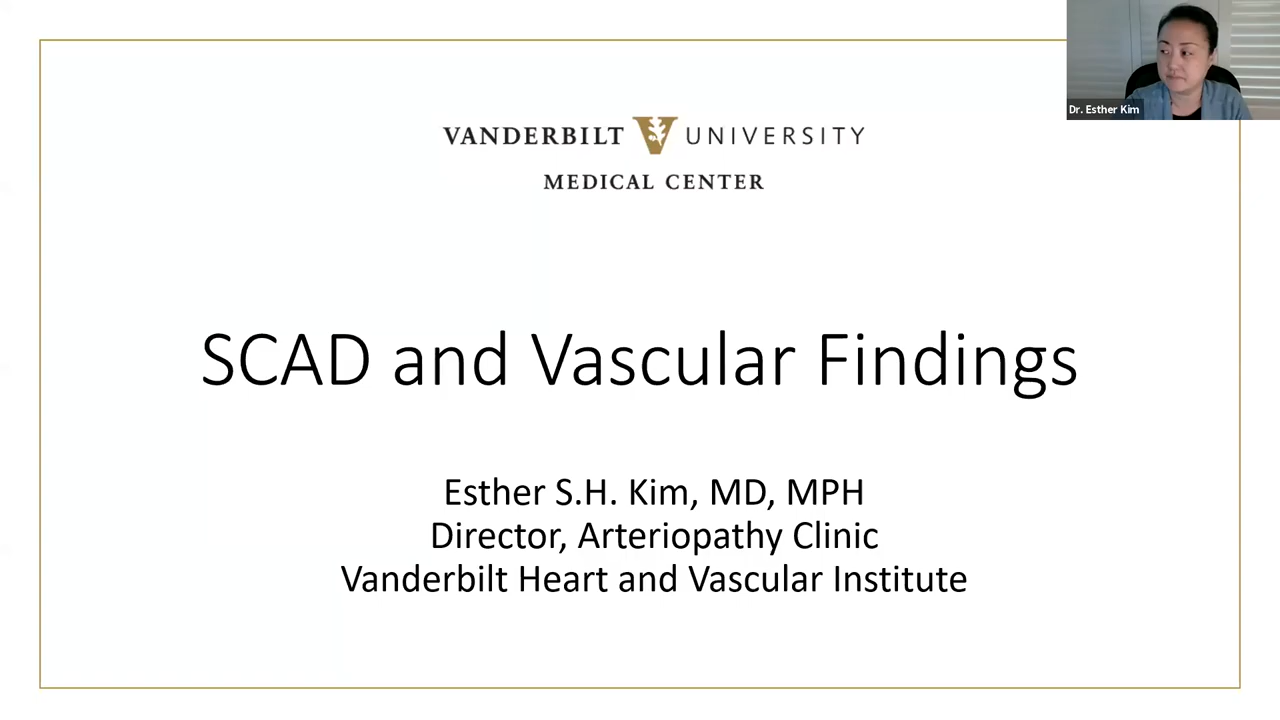 Dr. Esther Kim
VANDERBILT UNIVERSITY
MEDICAL CENTER
SCAD and Vascular Findings
Esther S.H. Kim, MD, MPH
Director, Arteriopathy Clinic
Vanderbilt Heart and Vascular Institute